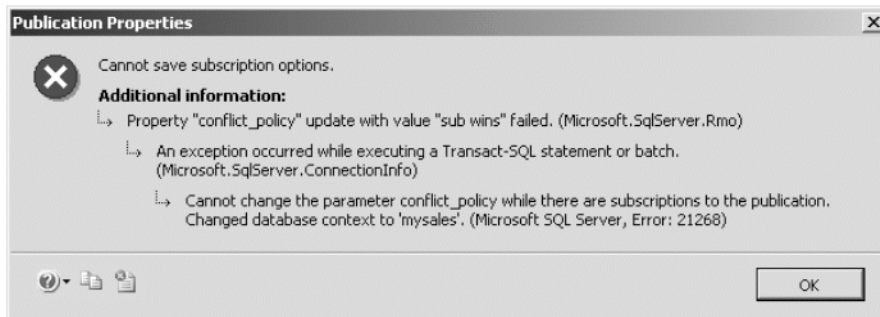 Publication Properties
Cannot save subscription options.
Additional information:
Property "conflict_policy" update with value "sub wins" failed. (Microsoft.SqlServer.Rmo)
An exception occurred while executing a Transact-SQL statement or batch.
(Microsoft.SqlServer.ConnectionInfo)
Cannot change the parameter conflict_policy while there are subscriptions to the publication.
Changed database context to 'mysales'. (Microsoft SQL Server, Error: 21268)
OK